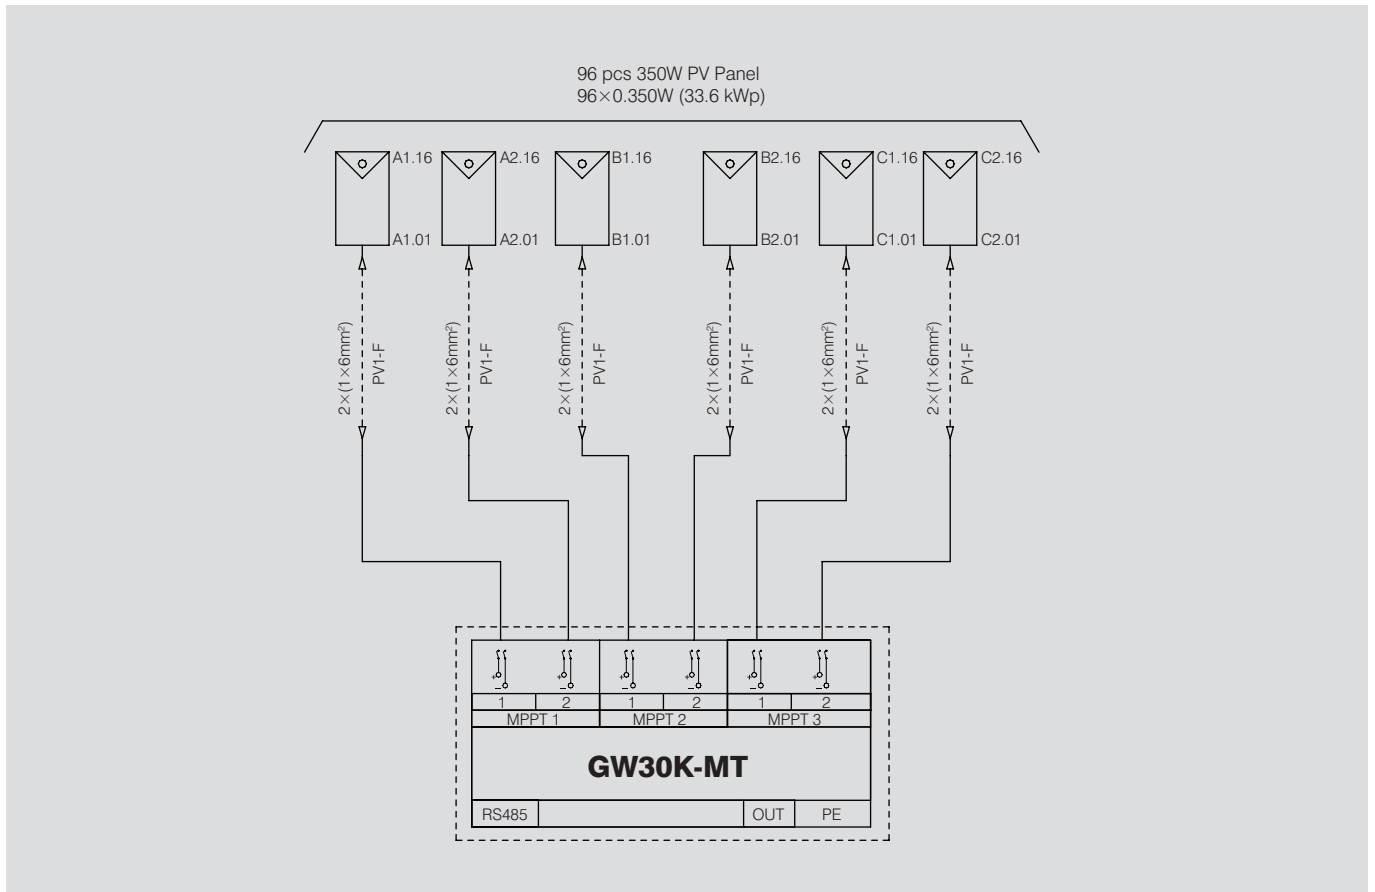 96 pcs 350W PV Panel
96×0.350W (33.6 kWp)
A1.16
A2.16
B1.16
B2.16
C1.16
C2.16
A1.01
A2.01
B1.01
B2.01
C1.01
C2.01
2×(1×6mm²)
PV1-F
2×(1×6mm²)
PV1-F
2×(1×6mm²)
PV1-F
2×(1×6mm²)
PV1-F
2×(1×6mm²)
PV1-F
2×(1×6mm²)
PV1-F
+ + + + + +
− − − − − −
1 2 1 2 1 2
MPPT 1 MPPT 2 MPPT 3
GW30K-MT
RS485 OUT PE